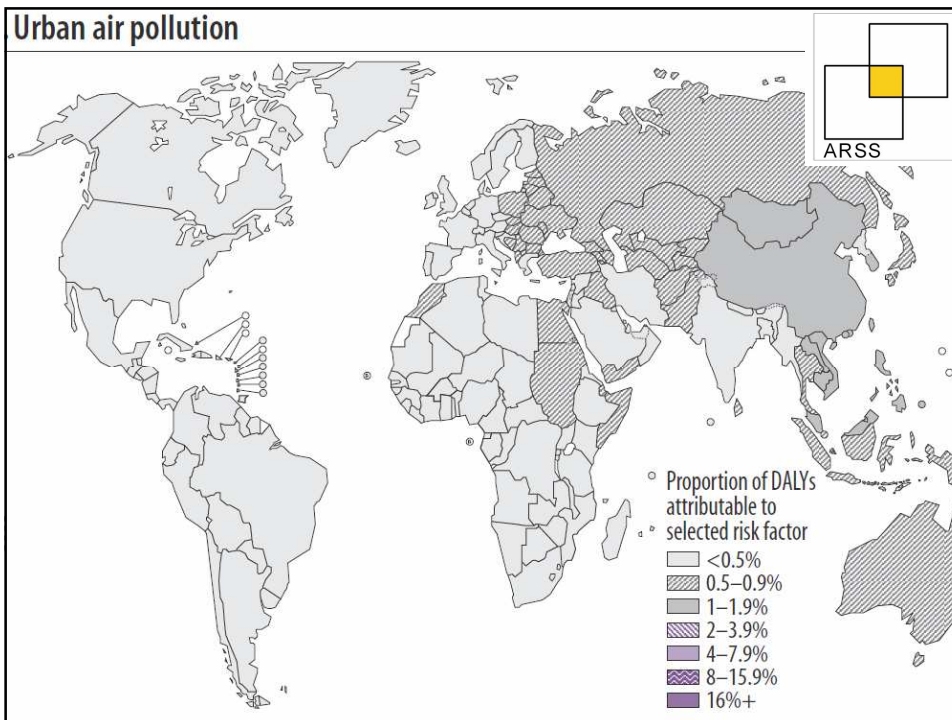 Urban air pollution
ARSS
Proportion of DALYs
attributable to
selected risk factor
<0.5%
0.5–0.9%
1–1.9%
2–3.9%
4–7.9%
8–15.9%
16%+